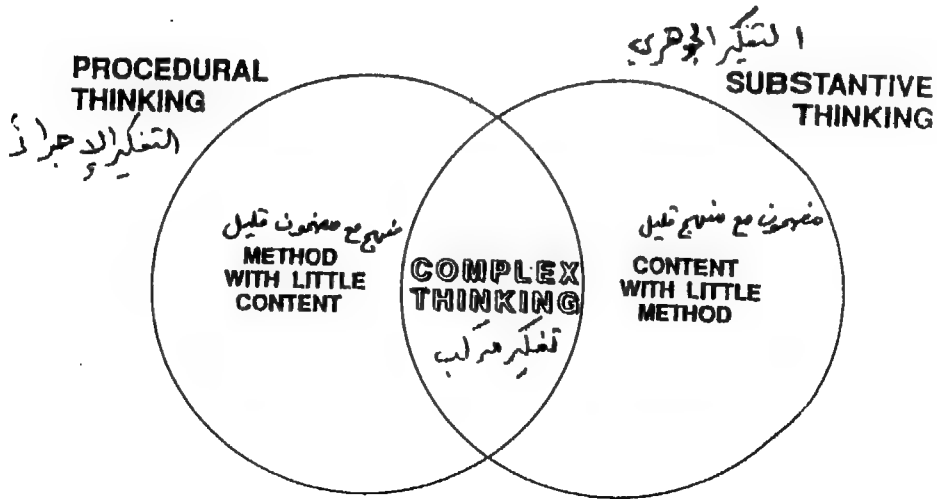 التفكير الجوهري
PROCEDURAL
THINKING
SUBSTANTIVE
THINKING
التفكير الإجرائي
منهج مع مضمون قليل
METHOD
WITH LITTLE
CONTENT
COMPLEX
THINKING
تفكير مركب
مضمون مع منهج قليل
CONTENT
WITH LITTLE
METHOD